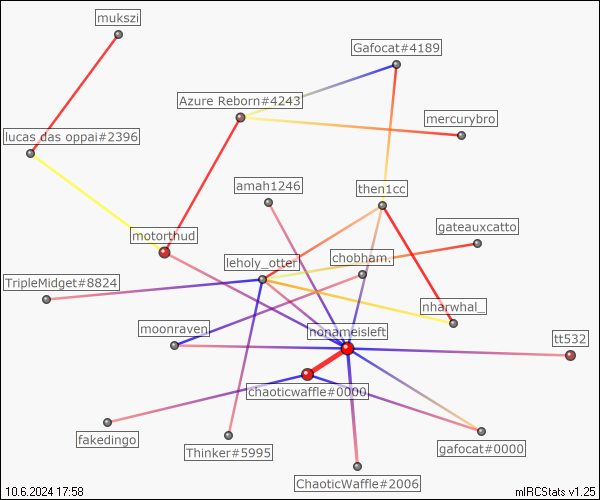 mukszi
Gafocat#4189
Azure Reborn#4243
mercurybro
lucas das oppai#2396
amah1246
then1cc
gateauxcatto
motorthud
leholy_otter
chobham.
TripleMidget#8824
nharwhal_
moonraven
nonameisleft
tt532
chaoticwaffle#0000
fakedingo
Thinker#5995
gafocat#0000
ChaoticWaffle#2006
10.6.2024 17:58
mIRCStats v1.25